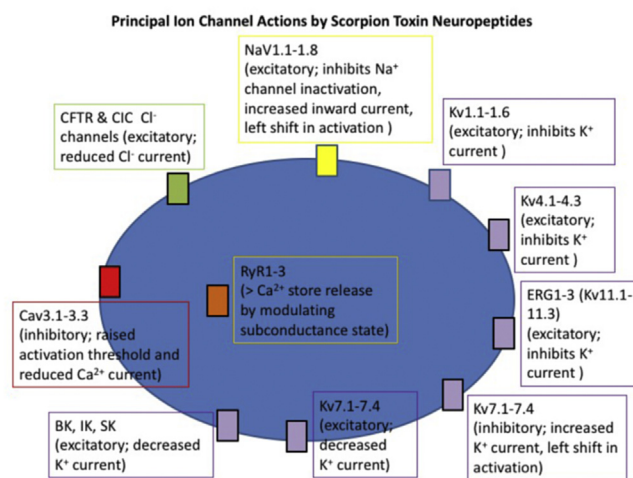 Principal Ion Channel Actions by Scorpion Toxin Neuropeptides
NaV1.1-1.8
(excitatory; inhibits Na⁺
channel inactivation,
increased inward current,
left shift in activation )
CFTR & CIC Cl⁻
channels (excitatory;
reduced Cl⁻ current)
Kv1.1-1.6
(excitatory; inhibits K⁺
current )
Kv4.1-4.3
(excitatory;
inhibits K⁺
current )
RyR1-3
(> Ca²⁺ store release
by modulating
subconductance state)
ERG1-3 (Kv11.1-
11.3)
(excitatory;
inhibits K⁺
current )
Cav3.1-3.3
(inhibitory; raised
activation threshold and
reduced Ca²⁺ current)
BK, IK, SK
(excitatory; decreased
K⁺ current)
Kv7.1-7.4
(excitatory;
decreased
K⁺ current)
Kv7.1-7.4
(inhibitory; increased
K⁺ current, left shift in
activation)